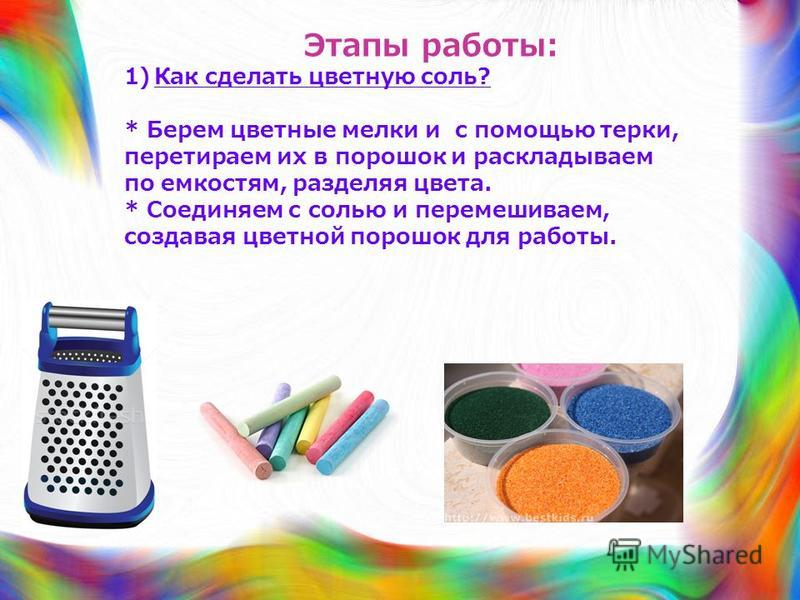 Этапы работы:
1) Как сделать цветную соль?
* Берем цветные мелки и с помощью терки,
перетираем их в порошок и раскладываем
по емкостям, разделяя цвета.
* Соединяем с солью и перемешиваем,
создавая цветной порошок для работы.
http://www.bestkids.ru
MyShared